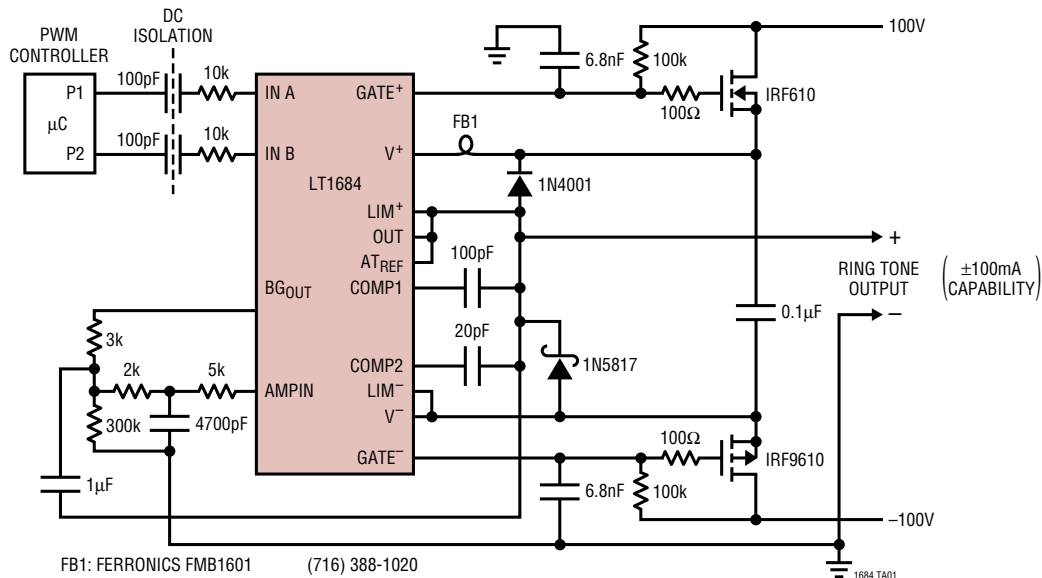 DC
ISOLATION
PWM
CONTROLLER
P1
µC
P2
100pF
10k
100pF
10k
IN A
IN B
LT1684
BGOUT
AMPIN
GATE+
V+
LIM+
OUT
ATREF
COMP1
COMP2
LIM–
V–
GATE–
3k
2k
5k
300k
4700pF
1µF
6.8nF
100k
100Ω
IRF610
100V
FB1
1N4001
100pF
20pF
1N5817
+
RING TONE
OUTPUT
–
(±100mA
CAPABILITY)
0.1µF
100Ω
IRF9610
6.8nF
100k
–100V
FB1: FERRONICS FMB1601 (716) 388-1020
1684 TA01